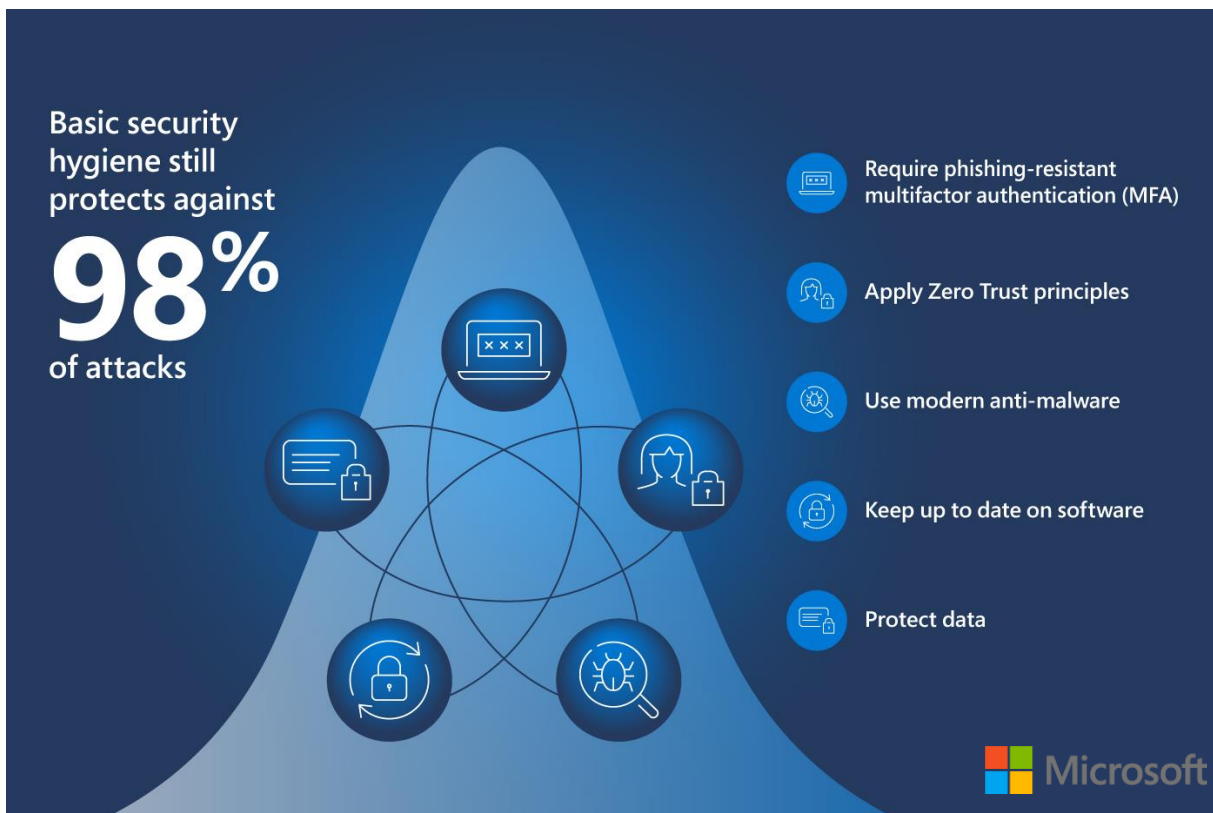 Basic security
hygiene still
protects against
98%
of attacks
Require phishing-resistant
multifactor authentication (MFA)
Apply Zero Trust principles
Use modern anti-malware
Keep up to date on software
Protect data
Microsoft